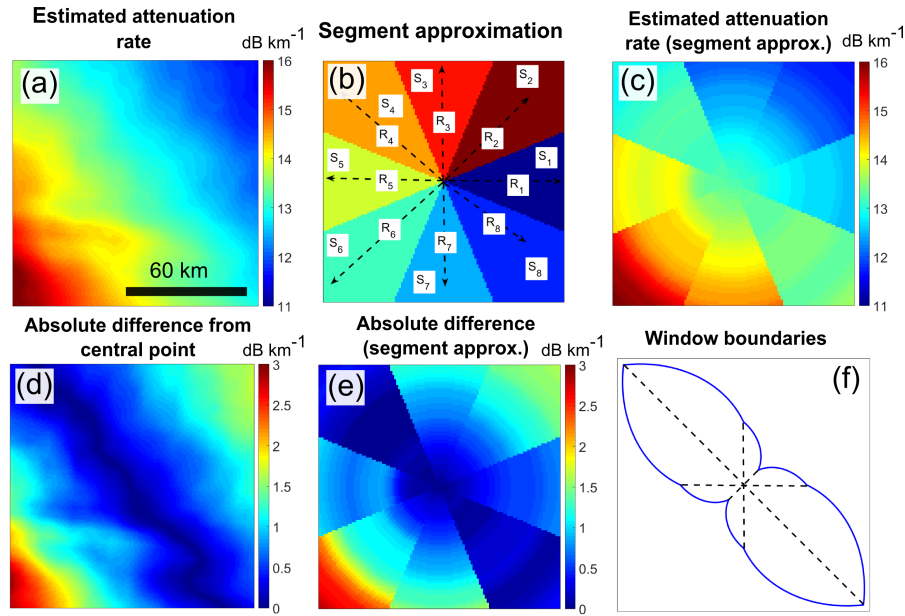 Estimated attenuation
rate
dB km-1
(a)
60 km
16
15
14
13
12
11
Segment approximation
(b)
S3
S2
S4
R3
R2
R4
S5
S1
R5
R1
R6
R7
R8
S6
S7
S8
Estimated attenuation
rate (segment approx.)
dB km-1
(c)
16
15
14
13
12
11
Absolute difference from
central point
dB km-1
(d)
3
2.5
2
1.5
1
0.5
0
Absolute difference
(segment approx.)
dB km-1
(e)
3
2.5
2
1.5
1
0.5
0
Window boundaries
(f)